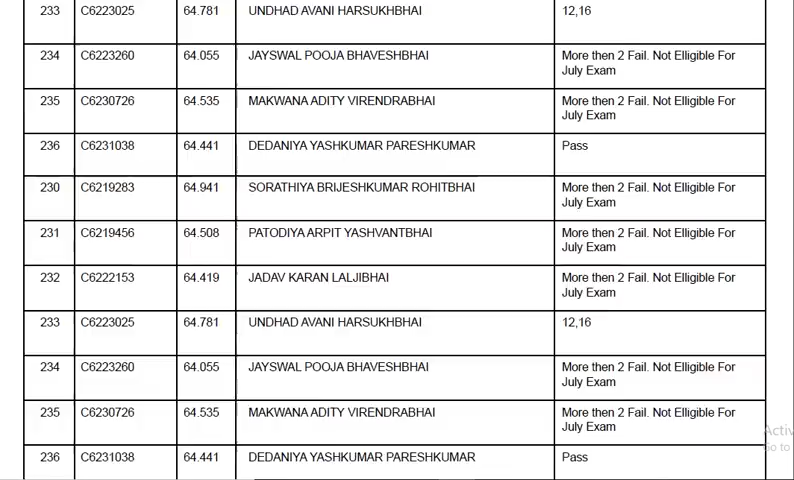 233 C6223025 64.781 UNDHAD AVANI HARSUKHBHAI 12,16
234 C6223260 64.055 JAYSWAL POOJA BHAVESHBHAI More then 2 Fail. Not Elligible For
July Exam
235 C6230726 64.535 MAKWANA ADITY VIRENDRABHAI More then 2 Fail. Not Elligible For
July Exam
236 C6231038 64.441 DEDANIYA YASHKUMAR PARESHKUMAR Pass
230 C6219283 64.941 SORATHIYA BRIJESHKUMAR ROHITBHAI More then 2 Fail. Not Elligible For
July Exam
231 C6219456 64.508 PATODIYA ARPIT YASHVANTBHAI More then 2 Fail. Not Elligible For
July Exam
232 C6222153 64.419 JADAV KARAN LALJIBHAI More then 2 Fail. Not Elligible For
July Exam
233 C6223025 64.781 UNDHAD AVANI HARSUKHBHAI 12,16
234 C6223260 64.055 JAYSWAL POOJA BHAVESHBHAI More then 2 Fail. Not Elligible For
July Exam
235 C6230726 64.535 MAKWANA ADITY VIRENDRABHAI More then 2 Fail. Not Elligible For
July Exam
Activ
Go to
236 C6231038 64.441 DEDANIYA YASHKUMAR PARESHKUMAR Pass